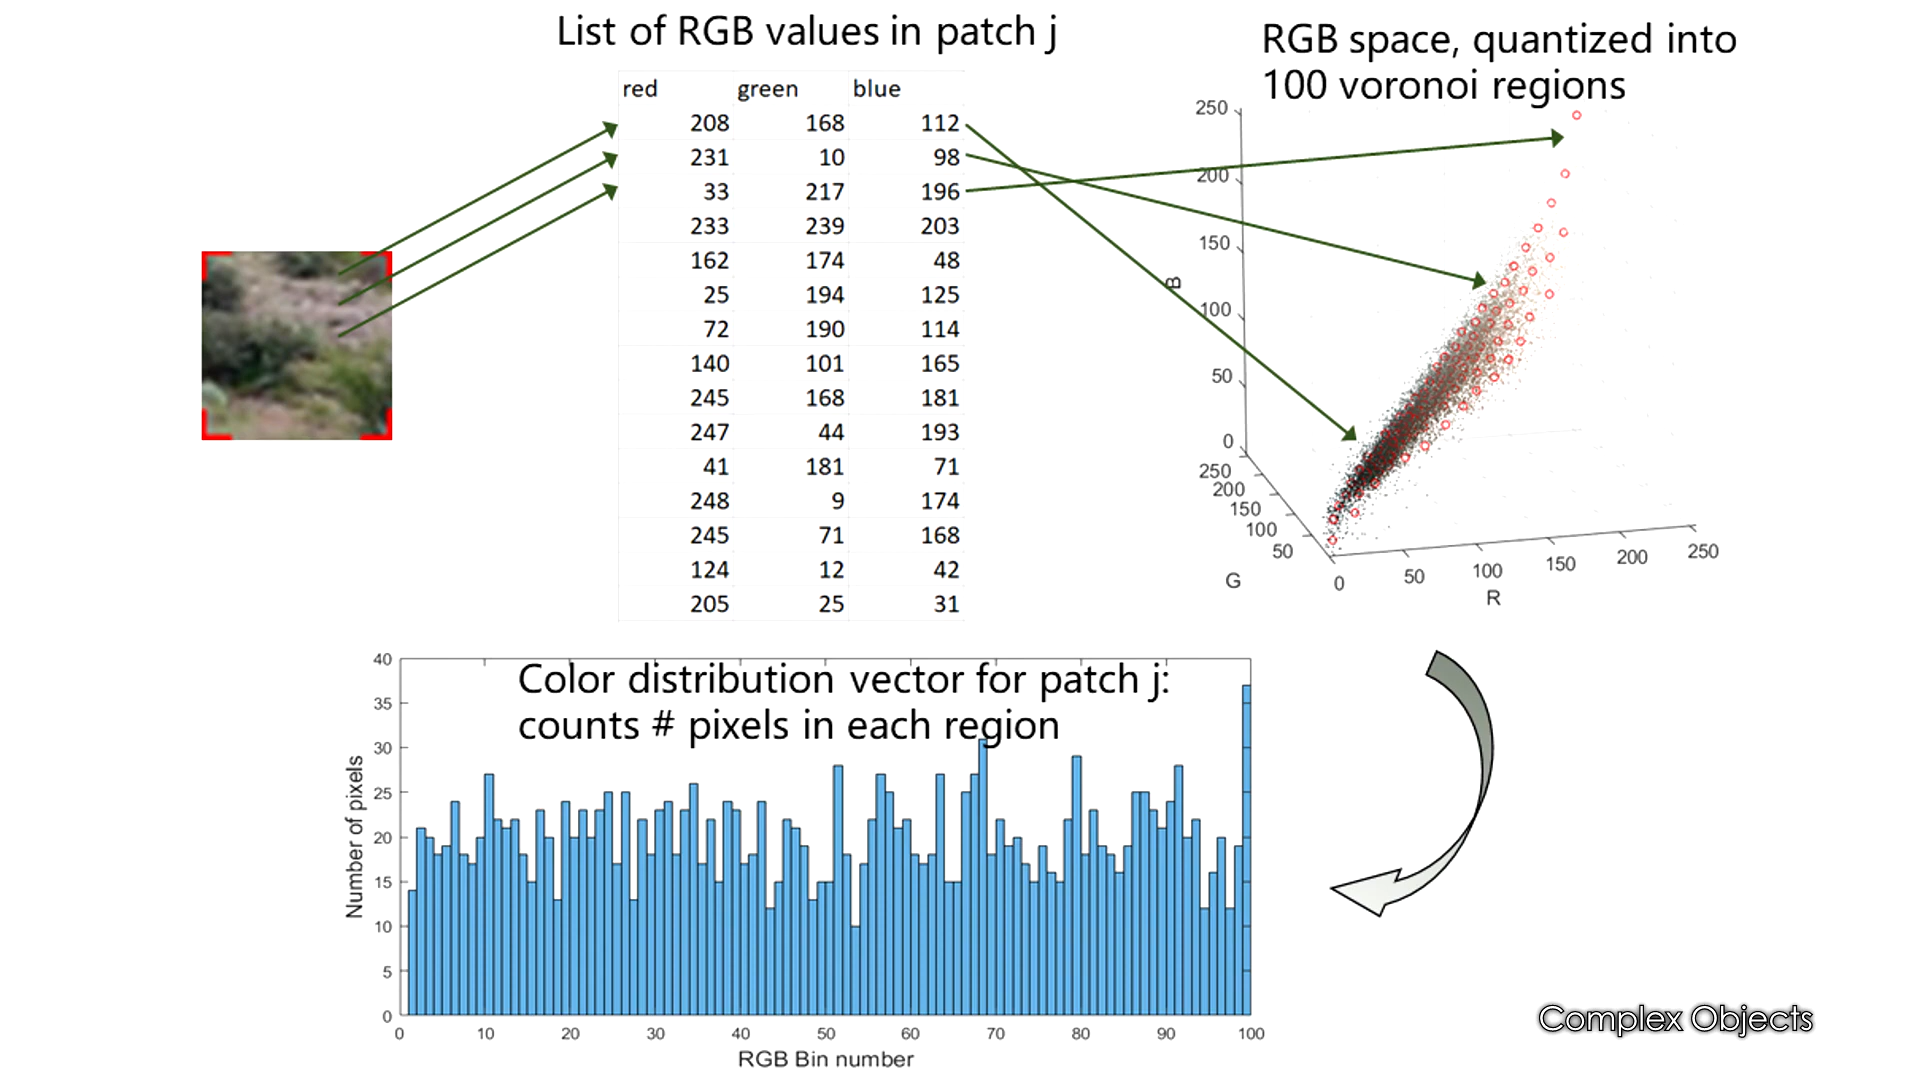 List of RGB values in patch j
red green blue
208 168 112
231 10 98
33 217 196
233 239 203
162 174 48
25 194 125
72 190 114
140 101 165
245 168 181
247 44 193
41 181 71
248 9 174
245 71 168
124 12 42
205 25 31
RGB space, quantized into
100 voronoi regions
250
200
150
B
100
50
0
250
200
150
100
50
G
0 50 100 150 200 250
R
Color distribution vector for patch j:
counts # pixels in each region
Number of pixels
40
35
30
25
20
15
10
5
0
0 10 20 30 40 50 60 70 80 90 100
RGB Bin number
Complex Objects